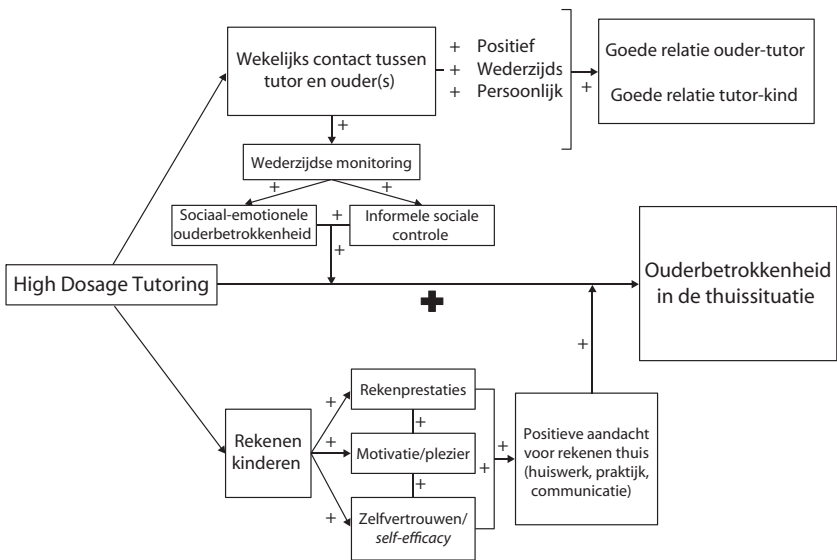 Wekelijks contact tussen
tutor en ouder(s)
+ Positief
+ Wederzijds
+ Persoonlijk
+
Goede relatie ouder-tutor
Goede relatie tutor-kind
+
Wederzijdse monitoring
+ +
Sociaal-emotionele
ouderbetrokkenheid
+
Informele sociale
controle
+
High Dosage Tutoring
+
Ouderbetrokkenheid
in de thuissituatie
+
Rekenen
kinderen
+
+
+
Rekenprestaties
+
Motivatie/plezier
+
Zelfvertrouwen/
self-efficacy
+
+
Positieve aandacht
voor rekenen thuis
(huiswerk, praktijk,
communicatie)